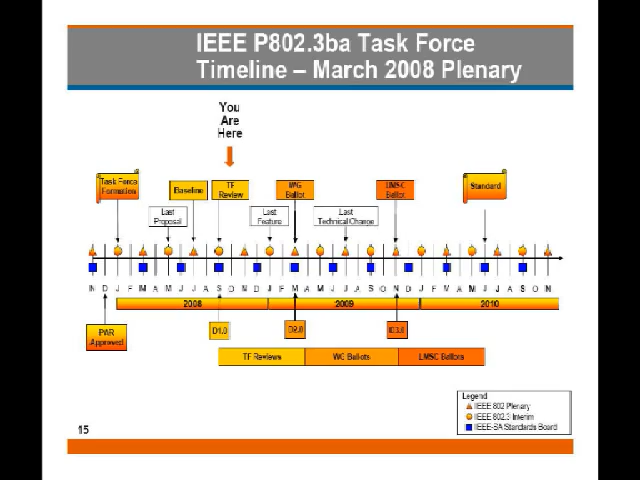 IEEE P802.3ba Task Force
Timeline – March 2008 Plenary
You
Are
Here
Task Force
Formation
Baseline
TF
Review
WG
Ballot
LMSC
Ballot
Standard
Last
Proposal
Last
Feature
Last
Technical Change
N D J F M A M J J A S O N D J F M A M J J A S O N D J F M A M J J A S O N
2008 2009 2010
PAR
Approved
D1.0
D2.0
D3.0
TF Reviews WG Ballots LMSC Ballots
Legend
IEEE 802 Plenary
IEEE 802.3 Interim
IEEE-SA Standards Board
15